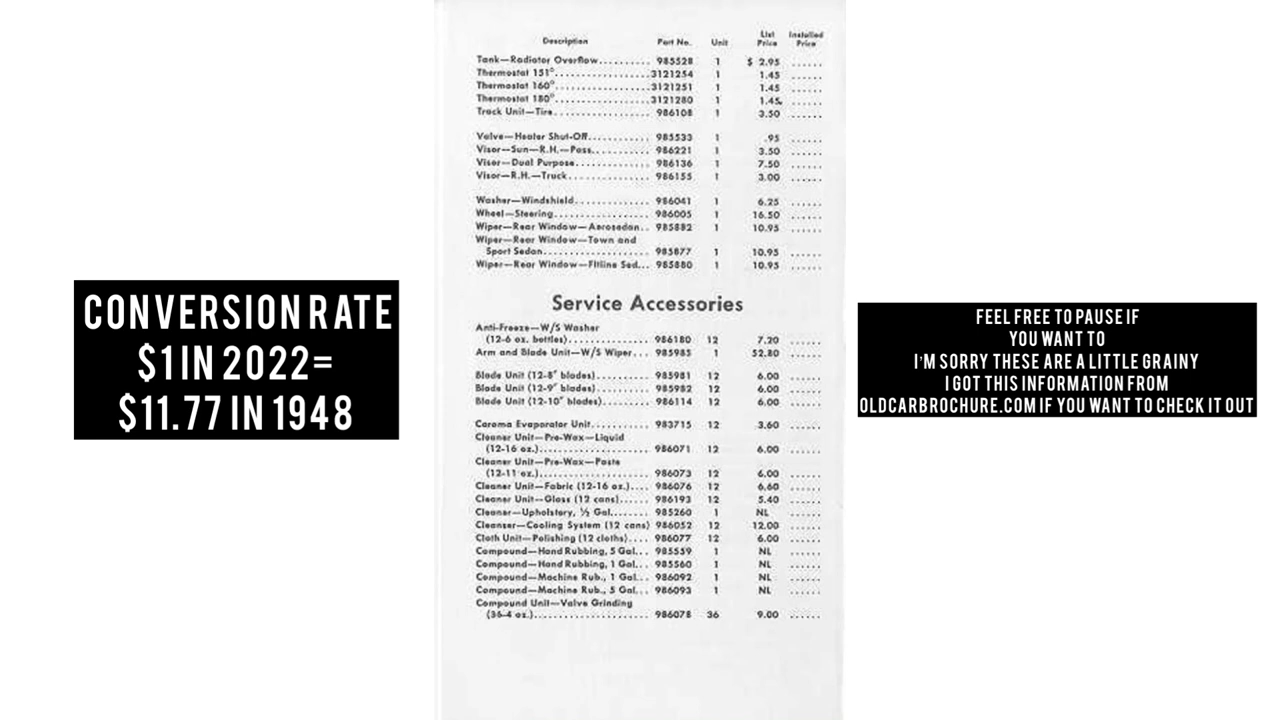 CONVERSION RATE
$1 IN 2022=
$11.77 IN 1948
Description Part No. Unit List Price Installed Price
Tank—Radiator Overflow.......... 985528 1 $ 2.95 ......
Thermostat 151°.................. 3121254 1 1.45 ......
Thermostat 160°.................. 3121251 1 1.45 ......
Thermostat 180°.................. 3121280 1 1.45 ......
Track Unit—Tire.................. 986108 1 3.50 ......
Valve—Heater Shut-Off............ 985533 1 .95 ......
Visor—Sun—R.H.—Pass........... 986221 1 3.50 ......
Visor—Dual Purpose.............. 986136 1 7.50 ......
Visor—R.H.—Truck............... 986155 1 3.00 ......
Washer—Windshield.............. 986041 1 6.25 ......
Wheel—Steering................. 986005 1 16.50 ......
Wiper—Rear Window—Aerosedan.. 985882 1 10.95 ......
Wiper—Rear Window—Town and
Sport Sedan.................... 985877 1 10.95 ......
Wiper—Rear Window—Fltline Sed... 985880 1 10.95 ......
Service Accessories
Anti-Freeze—W/S Washer
(12-6 oz. bottles)............... 986180 12 7.20 ......
Arm and Blade Unit—W/S Wiper... 985985 1 52.80 ......
Blade Unit (12-8" blades).......... 985981 12 6.00 ......
Blade Unit (12-9" blades).......... 985982 12 6.00 ......
Blade Unit (12-10" blades)......... 986114 12 6.00 ......
Carema Evaporator Unit........... 983715 12 3.60 ......
Cleaner Unit—Pre-Wax—Liquid
(12-16 oz.)..................... 986071 12 6.00 ......
Cleaner Unit—Pre-Wax—Paste
(12-11 oz.)..................... 986073 12 6.00 ......
Cleaner Unit—Fabric (12-16 oz.).... 986076 12 6.60 ......
Cleaner Unit—Glass (12 cans)...... 986193 12 5.40 ......
Cleaner—Upholstery, ½ Gal........ 985260 1 NL ......
Cleanser—Cooling System (12 cans) 986052 12 12.00 ......
Cloth Unit—Polishing (12 cloths).... 986077 12 6.00 ......
Compound—Hand Rubbing, 5 Gal... 985559 1 NL ......
Compound—Hand Rubbing, 1 Gal... 985560 1 NL ......
Compound—Machine Rub., 1 Gal... 986092 1 NL ......
Compound—Machine Rub., 5 Gal... 986093 1 NL ......
Compound Unit—Valve Grinding
(36-4 oz.)...................... 986078 36 9.00 ......
FEEL FREE TO PAUSE IF
YOU WANT TO
I'M SORRY THESE ARE A LITTLE GRAINY
I GOT THIS INFORMATION FROM
OLDCARBROCHURE.COM IF YOU WANT TO CHECK IT OUT